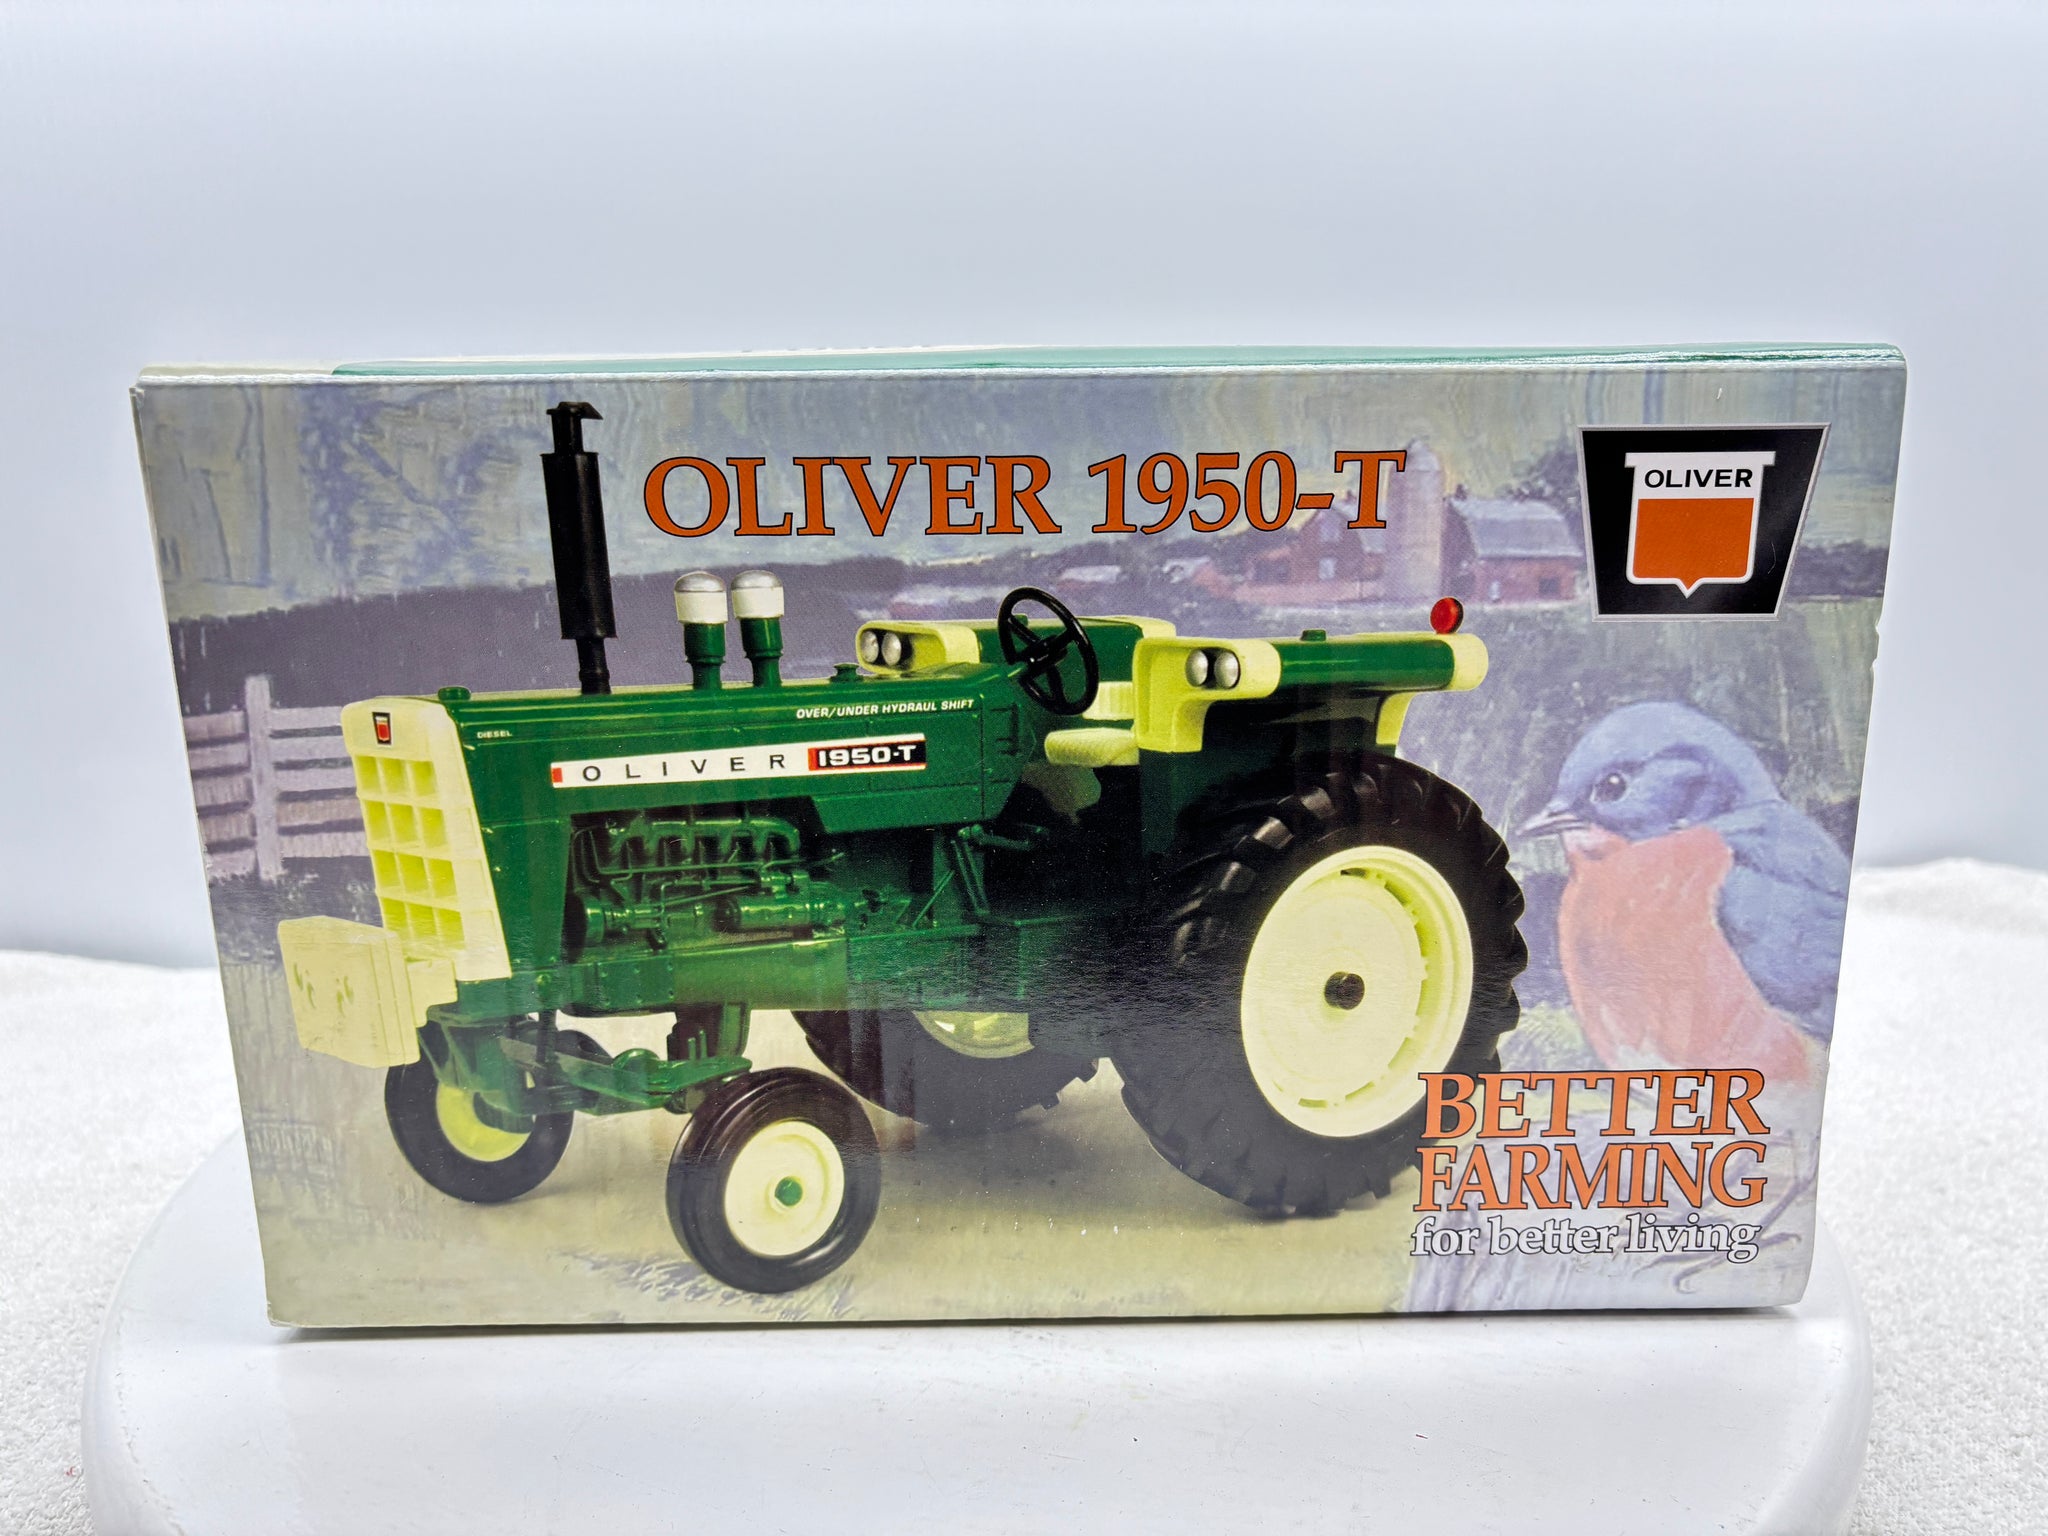 OLIVER 1950-T
OLIVER
OVER/UNDER HYDRAUL SHIFT
DIESEL
OLIVER 1950-T
BETTER
FARMING
for better living